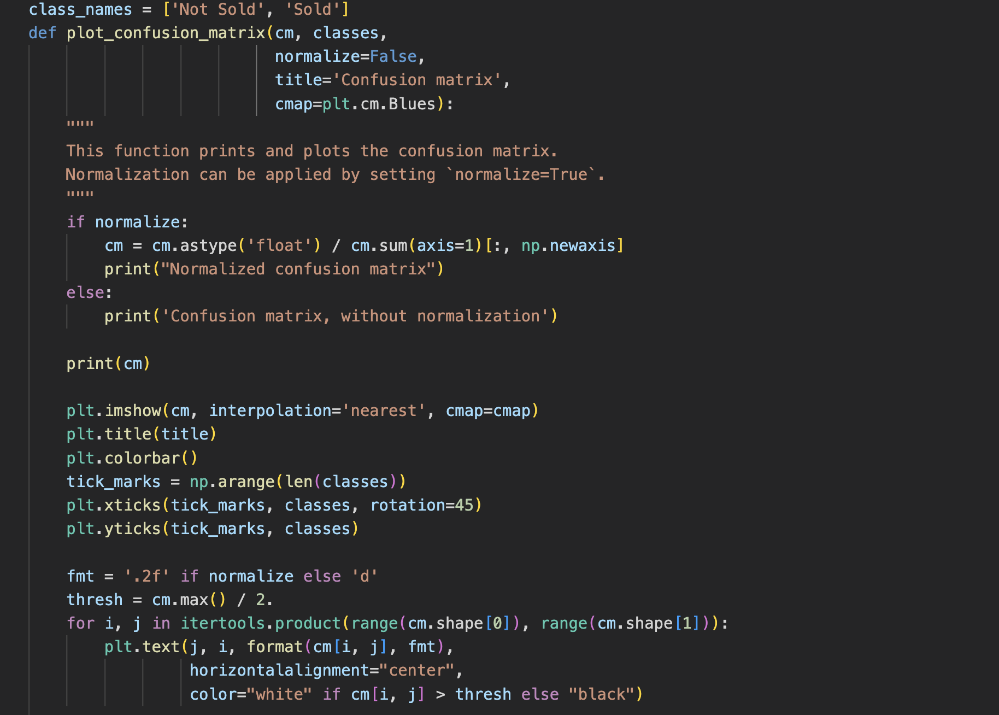 class_names = ['Not Sold', 'Sold']
def plot_confusion_matrix(cm, classes,
                          normalize=False,
                          title='Confusion matrix',
                          cmap=plt.cm.Blues):
    """
    This function prints and plots the confusion matrix.
    Normalization can be applied by setting `normalize=True`.
    """
    if normalize:
        cm = cm.astype('float') / cm.sum(axis=1)[:, np.newaxis]
        print("Normalized confusion matrix")
    else:
        print('Confusion matrix, without normalization')

    print(cm)

    plt.imshow(cm, interpolation='nearest', cmap=cmap)
    plt.title(title)
    plt.colorbar()
    tick_marks = np.arange(len(classes))
    plt.xticks(tick_marks, classes, rotation=45)
    plt.yticks(tick_marks, classes)

    fmt = '.2f' if normalize else 'd'
    thresh = cm.max() / 2.
    for i, j in itertools.product(range(cm.shape[0]), range(cm.shape[1])):
        plt.text(j, i, format(cm[i, j], fmt),
                 horizontalalignment="center",
                 color="white" if cm[i, j] > thresh else "black")